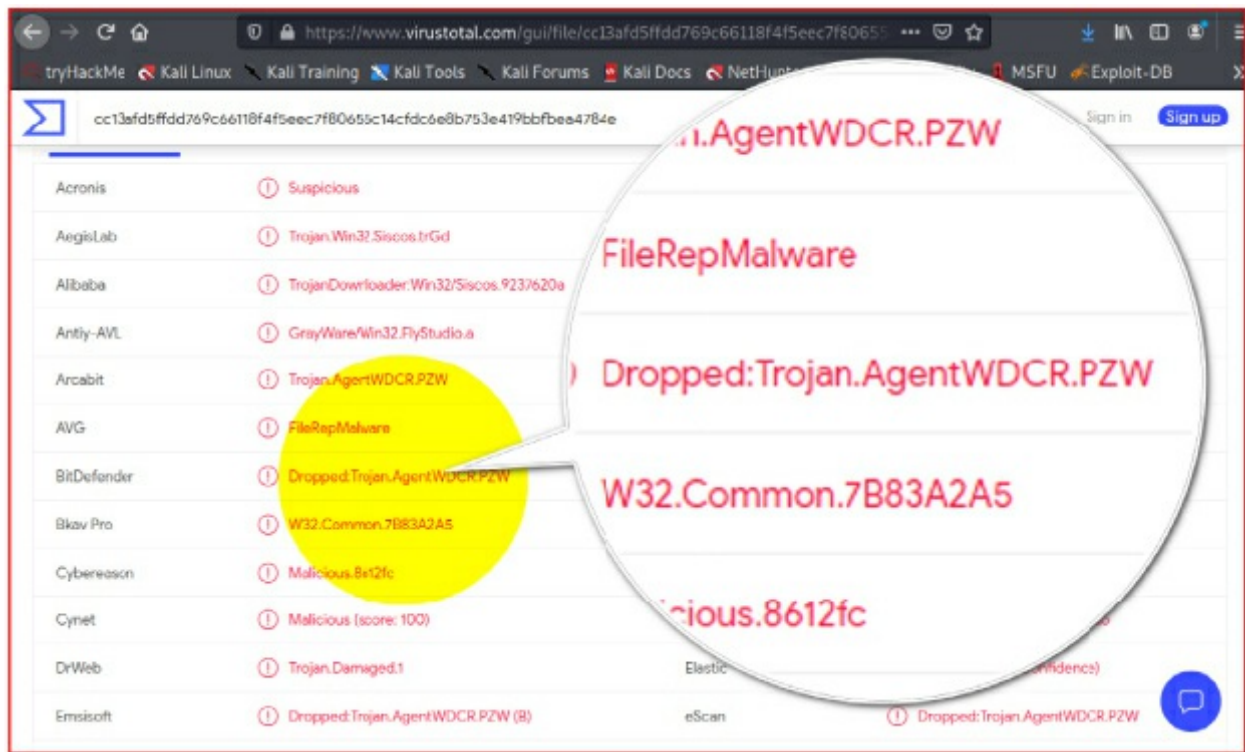 https://www.virustotal.com/gui/file/cc13afd5ffdd769c66118f4f5eec7f80655
tryHackMe Kali Linux Kali Training Kali Tools Kali Forums Kali Docs MSFU Exploit-DB
cc13afd5ffdd769c66118f4f5eec7f80655c14cfdc6e8b753e419bbfbea4784e Sign in Sign up
Acronis Suspicious
AegisLab Trojan.Win32.Siscos.trGd
Alibaba TrojanDownloader:Win32/Siscos.9237620a
Antiy-AVL GrayWare/Win32.FlyStudio.a
Arcabit Trojan.AgentWDCR.PZW
AVG FileRepMalware
BitDefender Dropped:Trojan.AgentWDCR.PZW
Bkav Pro W32.Common.7B83A2A5
Cybereason Malicious.8612fc
Cynet Malicious (score: 100)
DrWeb Trojan.Damaged.1 Elastic
Emsisoft Dropped:Trojan.AgentWDCR.PZW (B) eScan Dropped:Trojan.AgentWDCR.PZW
n.AgentWDCR.PZW
FileRepMalware
Dropped:Trojan.AgentWDCR.PZW
W32.Common.7B83A2A5
icious.8612fc